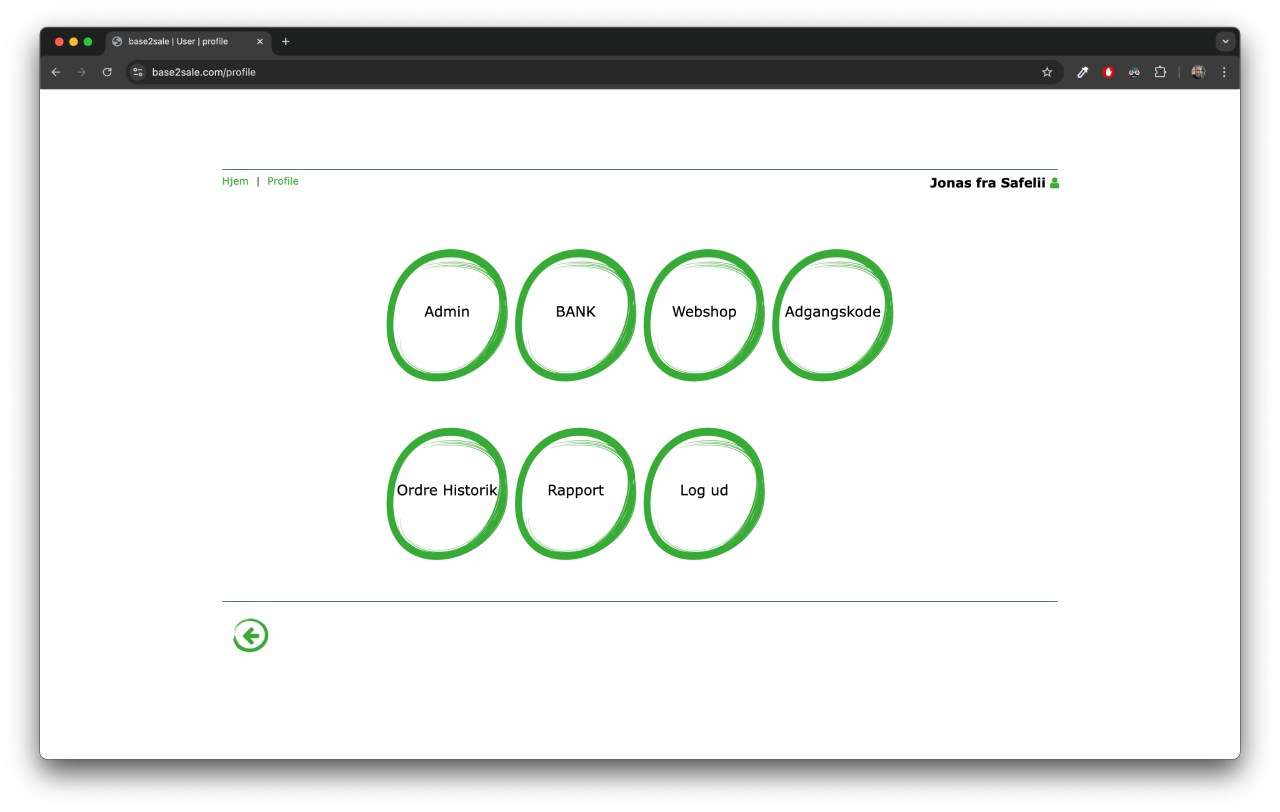 base2sale | User | profile
base2sale.com/profile
Hjem | Profile
Jonas fra Safelii
Admin
BANK
Webshop
Adgangskode
Ordre Historik
Rapport
Log ud